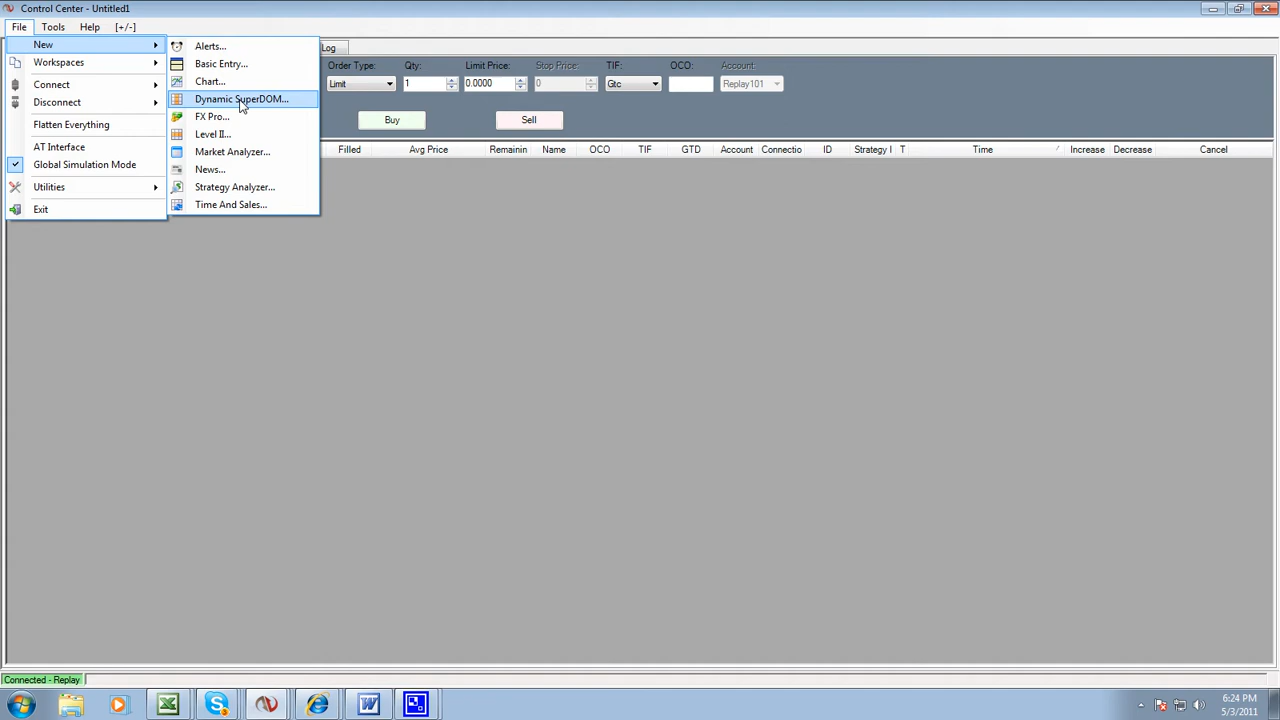 Control Center - Untitled1
File Tools Help [+/-]
New
Workspaces
Connect
Disconnect
Flatten Everything
AT Interface
Global Simulation Mode
Utilities
Exit
Alerts...
Basic Entry...
Chart...
Dynamic SuperDOM...
FX Pro...
Level II...
Market Analyzer...
News...
Strategy Analyzer...
Time And Sales...
Log
Order Type: Qty: Limit Price: Stop Price: TIF: OCO: Account:
Limit 1 0.0000 0 Gtc Replay101
Buy Sell
Filled Avg Price Remainin Name OCO TIF GTD Account Connectio ID Strategy I T Time Increase Decrease Cancel
Connected - Replay
6:24 PM
5/3/2011